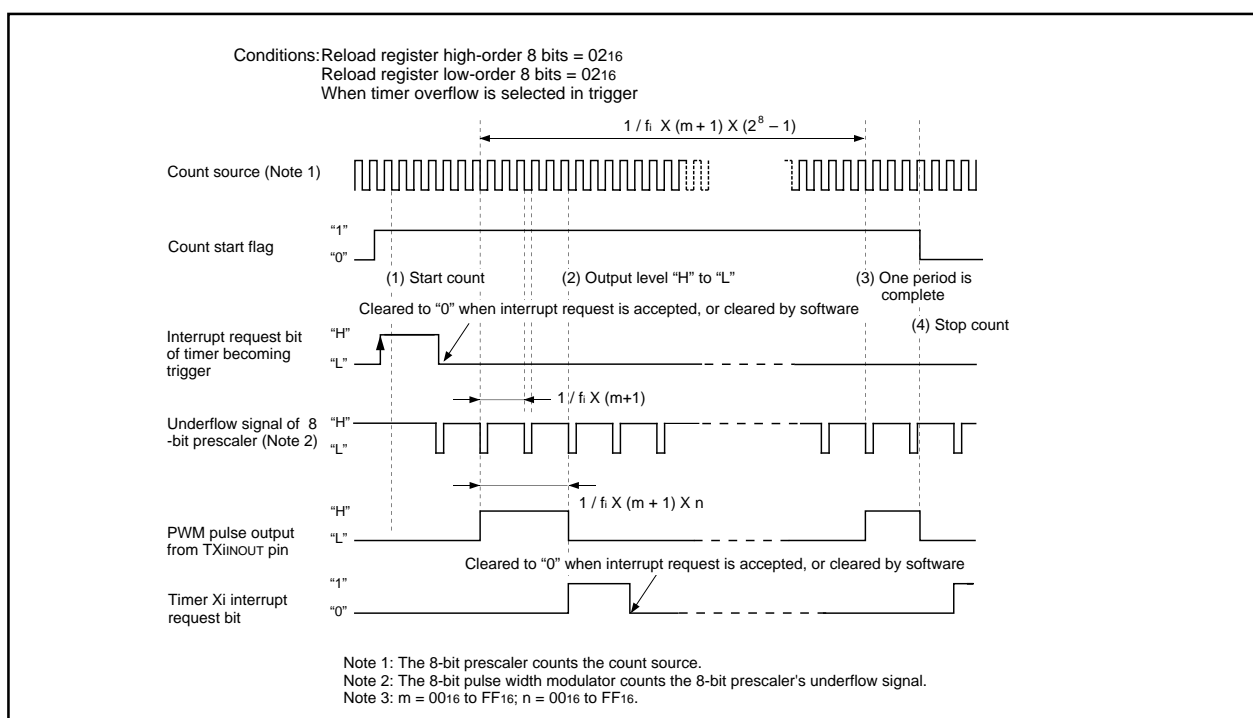 Conditions:Reload register high-order 8 bits = 0216
Reload register low-order 8 bits = 0216
When timer overflow is selected in trigger
1 / fi X (m + 1) X (2^8 – 1)
Count source (Note 1)
Count start flag
“1”
“0”
(1) Start count
(2) Output level “H” to “L”
(3) One period is
complete
Cleared to “0” when interrupt request is accepted, or cleared by software
(4) Stop count
Interrupt request bit
of timer becoming
trigger
“H”
“L”
1 / fi X (m+1)
Underflow signal of 8
-bit prescaler (Note 2)
“H”
“L”
1 / fi X (m + 1) X n
PWM pulse output
from TXiINOUT pin
“H”
“L”
Cleared to “0” when interrupt request is accepted, or cleared by software
Timer Xi interrupt
request bit
“1”
“0”
Note 1: The 8-bit prescaler counts the count source.
Note 2: The 8-bit pulse width modulator counts the 8-bit prescaler's underflow signal.
Note 3: m = 0016 to FF16; n = 0016 to FF16.